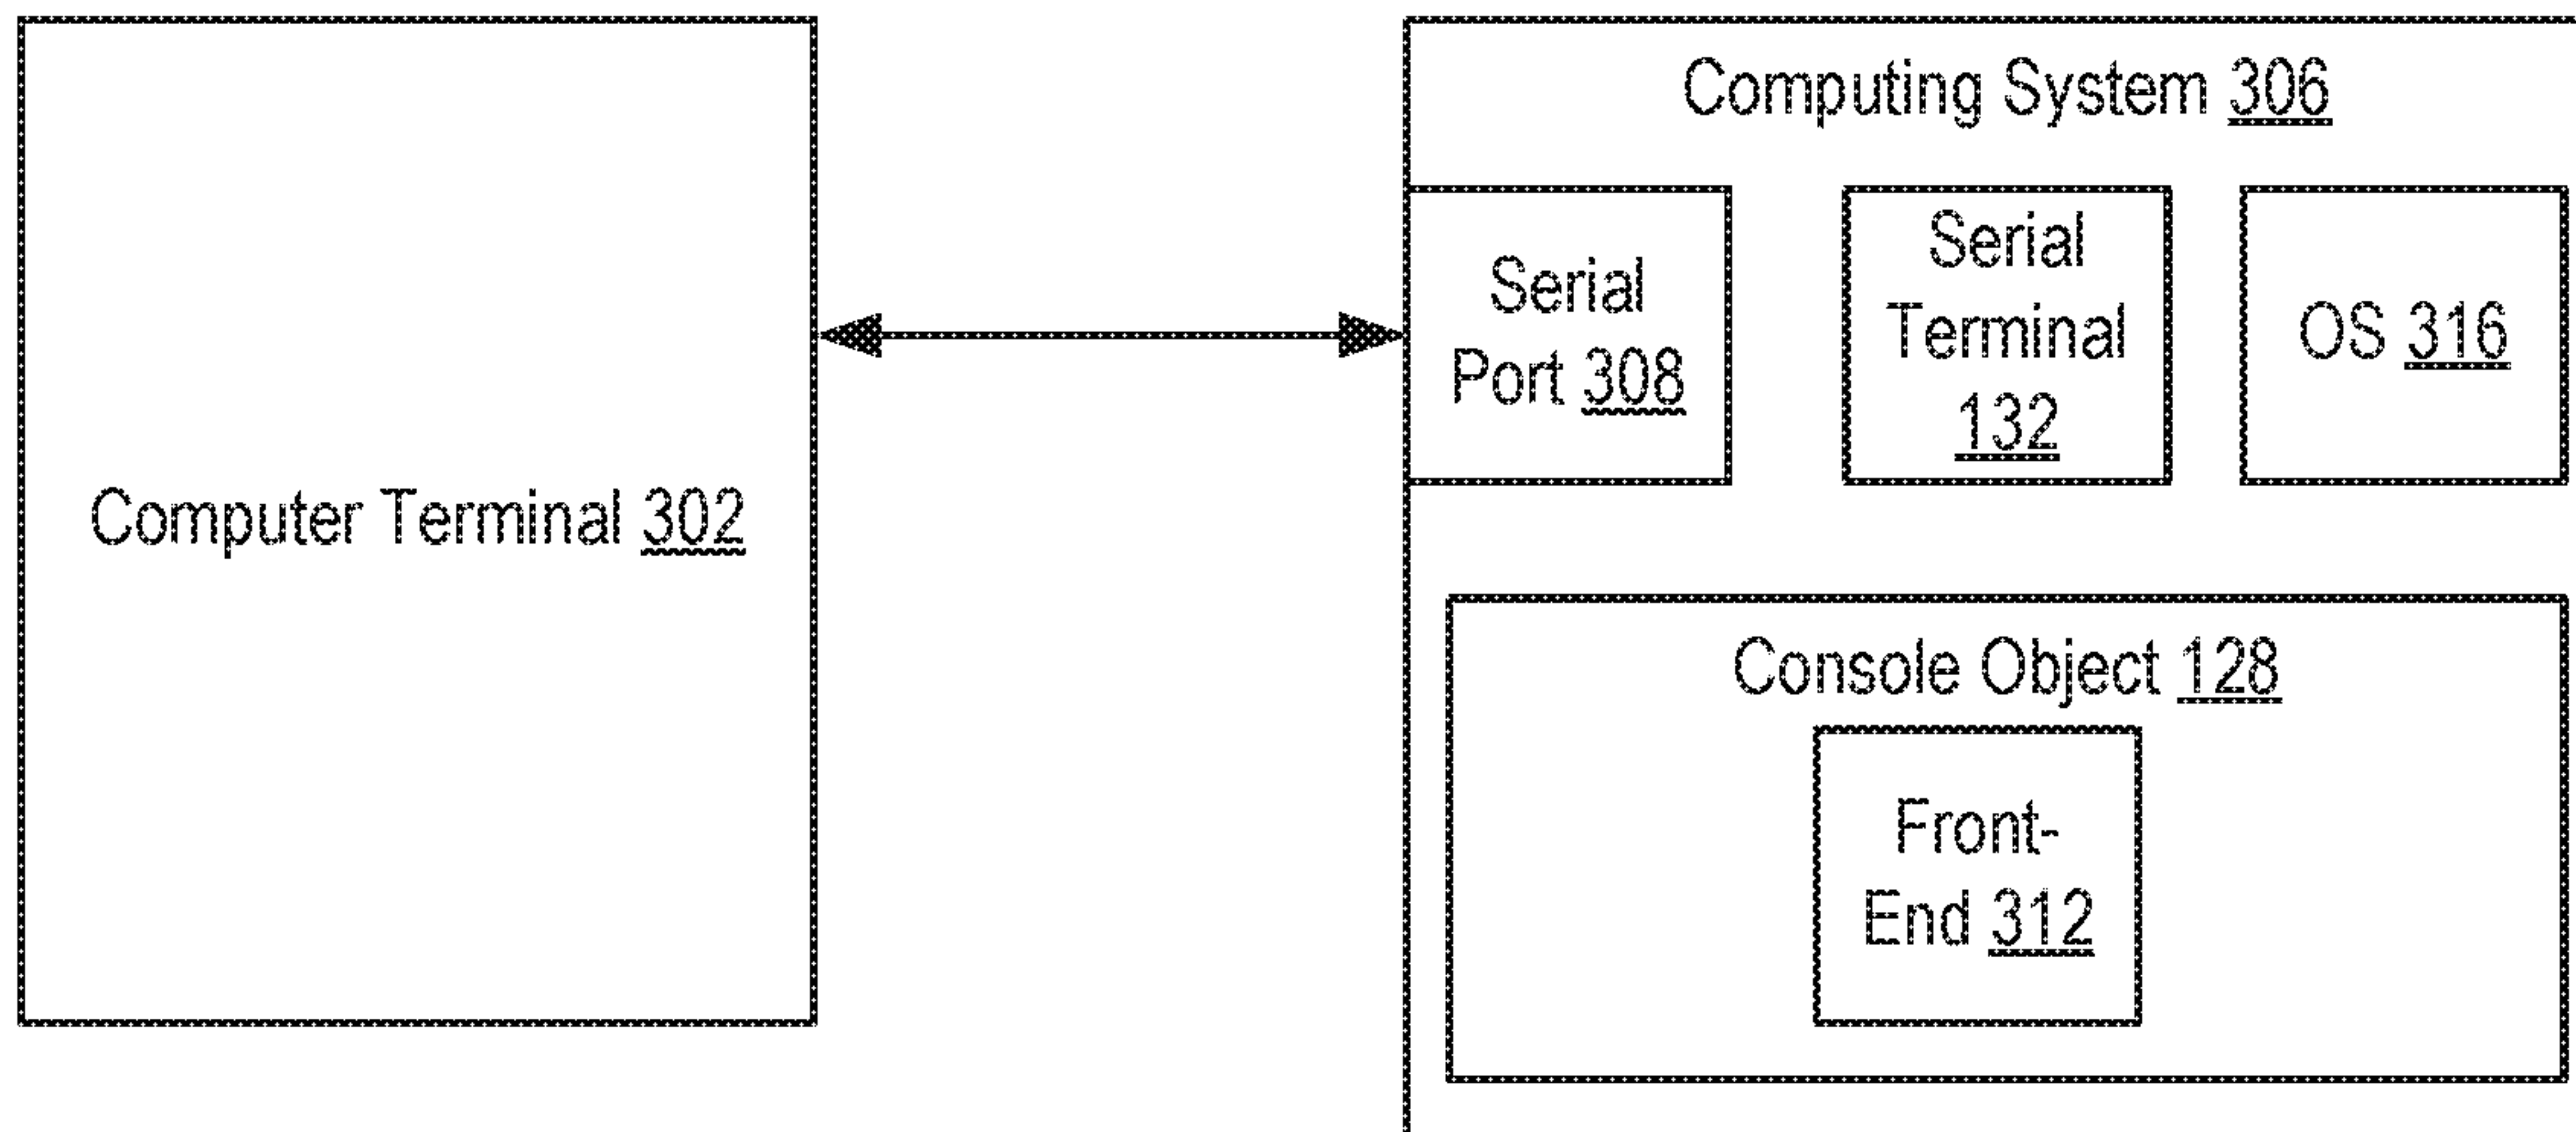 Computing System 306
Serial
Port 308
Serial
Terminal
132
OS 316
Computer Terminal 302
Console Object 128
Front-
End 312